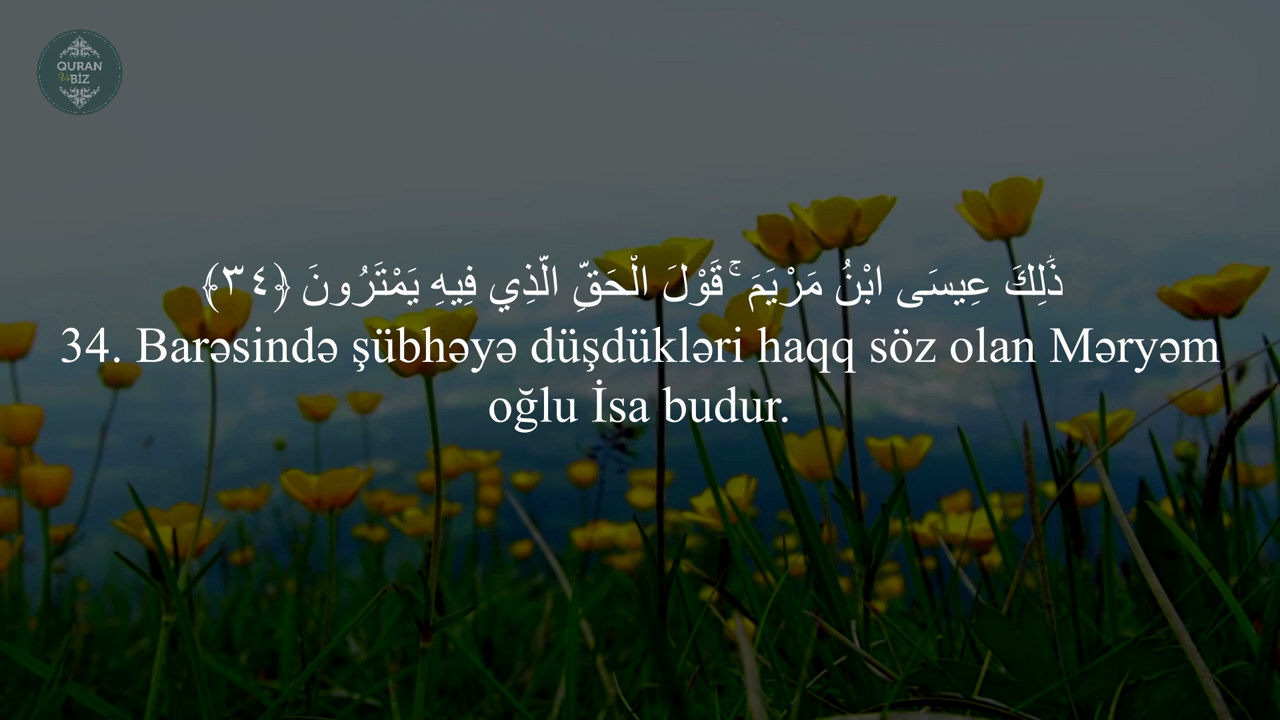 QURAN
Və BİZ
ذَٰلِكَ عِيسَى ابْنُ مَرْيَمَ ۚ قَوْلَ الْحَقِّ الَّذِي فِيهِ يَمْتَرُونَ ﴿٣٤﴾
34. Barəsində şübhəyə düşdükləri haqq söz olan Məryəm
oğlu İsa budur.